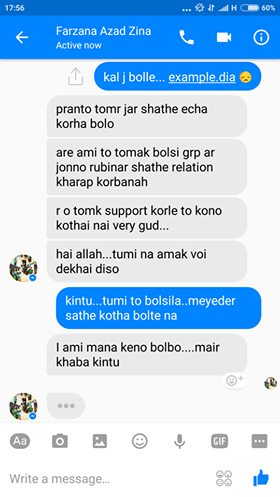 17:56
H
60%
Farzana Azad Zina
Active now
kal j bolle... example.dia
pranto tomr jar shathe echa
korha bolo
are ami to tomak bolsi grp ar
jonno rubinar shathe relation
kharap korbanah
r o tomk support korle to kono
kothai nai very gud...
hai allah...tumi na amak voi
dekhai diso
kintu...tumi to bolsila..meyeder
sathe kotha bolte na
I ami mana keno bolbo....mair
khaba kintu
Aa
GIF
Write a message...